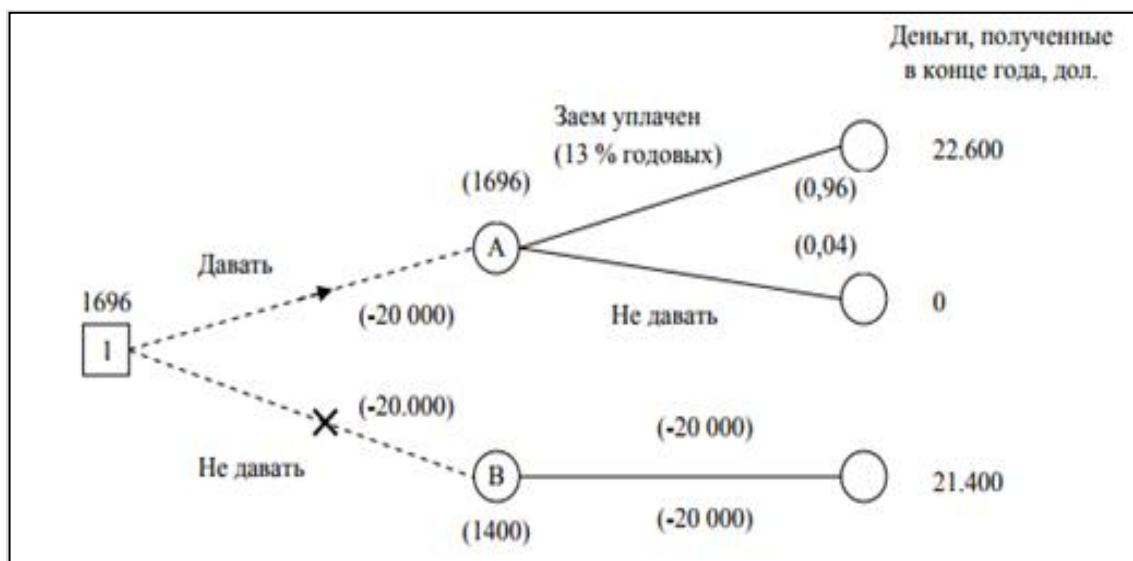 Деньги, полученные
в конце года, дол.
Заем уплачен
(13 % годовых)
22.600
(1696)
(0,96)
А
(0,04)
Давать
1696
(-20 000)
Не давать
0
1
(-20.000)
(-20 000)
Не давать
В
21.400
(-20 000)
(1400)